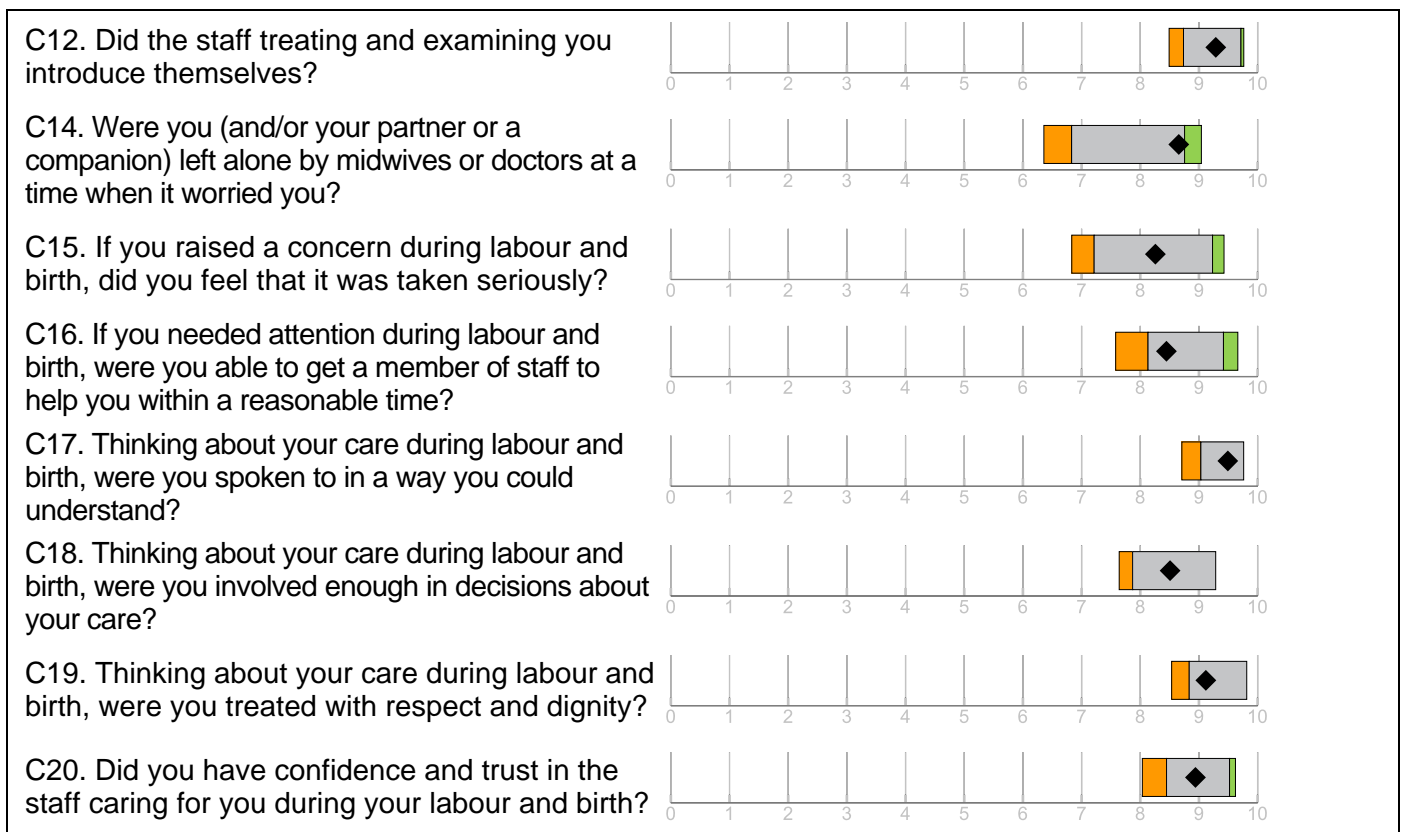 C12. Did the staff treating and examining you
introduce themselves?
0 1 2 3 4 5 6 7 8 9 10
C14. Were you (and/or your partner or a
companion) left alone by midwives or doctors at a
time when it worried you?
0 1 2 3 4 5 6 7 8 9 10
C15. If you raised a concern during labour and
birth, did you feel that it was taken seriously?
0 1 2 3 4 5 6 7 8 9 10
C16. If you needed attention during labour and
birth, were you able to get a member of staff to
help you within a reasonable time?
0 1 2 3 4 5 6 7 8 9 10
C17. Thinking about your care during labour and
birth, were you spoken to in a way you could
understand?
0 1 2 3 4 5 6 7 8 9 10
C18. Thinking about your care during labour and
birth, were you involved enough in decisions about
your care?
0 1 2 3 4 5 6 7 8 9 10
C19. Thinking about your care during labour and
birth, were you treated with respect and dignity?
0 1 2 3 4 5 6 7 8 9 10
C20. Did you have confidence and trust in the
staff caring for you during your labour and birth?
0 1 2 3 4 5 6 7 8 9 10